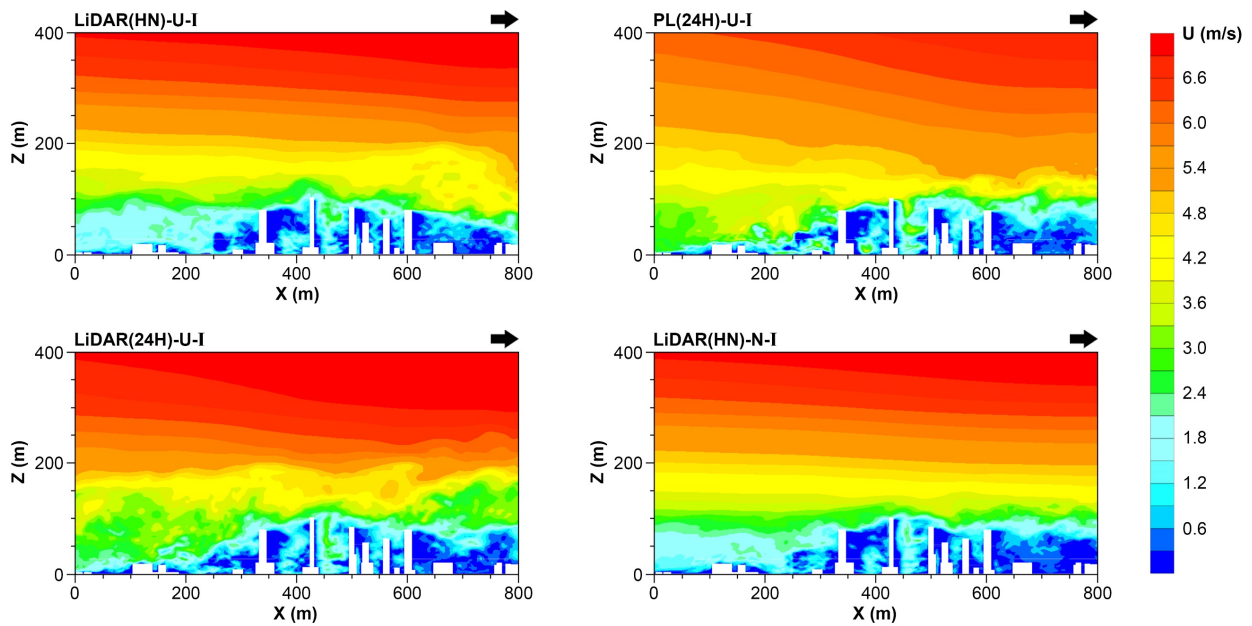 LiDAR(HN)-U-I
400
200
0
Z (m)
0 200 400 600 800
X (m)
PL(24H)-U-I
400
200
0
Z (m)
0 200 400 600 800
X (m)
LiDAR(24H)-U-I
400
200
0
Z (m)
0 200 400 600 800
X (m)
LiDAR(HN)-N-I
400
200
0
Z (m)
0 200 400 600 800
X (m)
U (m/s)
6.6
6.0
5.4
4.8
4.2
3.6
3.0
2.4
1.8
1.2
0.6